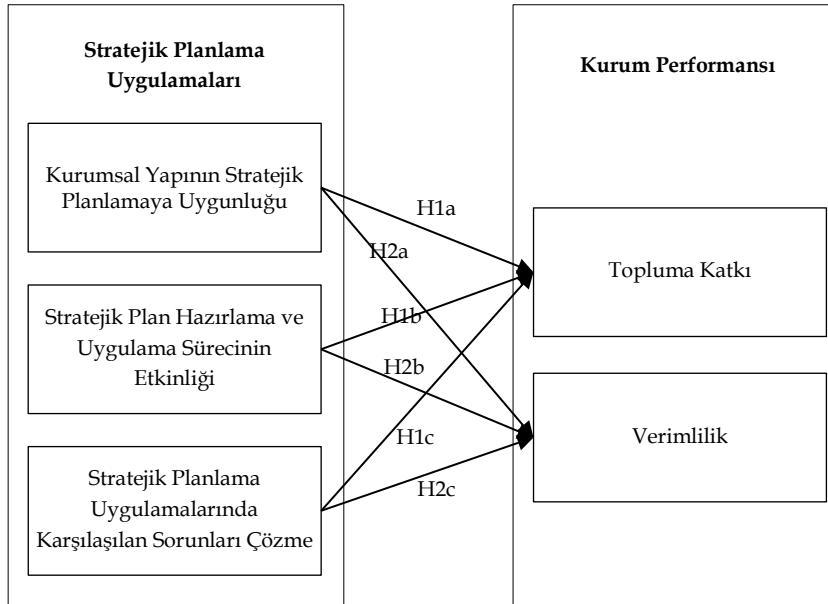 Stratejik Planlama
Uygulamaları
Kurumsal Yapının Stratejik
Planlamaya Uygunluğu
Stratejik Plan Hazırlama ve
Uygulama Sürecinin
Etkinliği
Stratejik Planlama
Uygulamalarında
Karşılaşılan Sorunları Çözme
H1a
H2a
H1b
H2b
H1c
H2c
Kurum Performansı
Topluma Katkı
Verimlilik